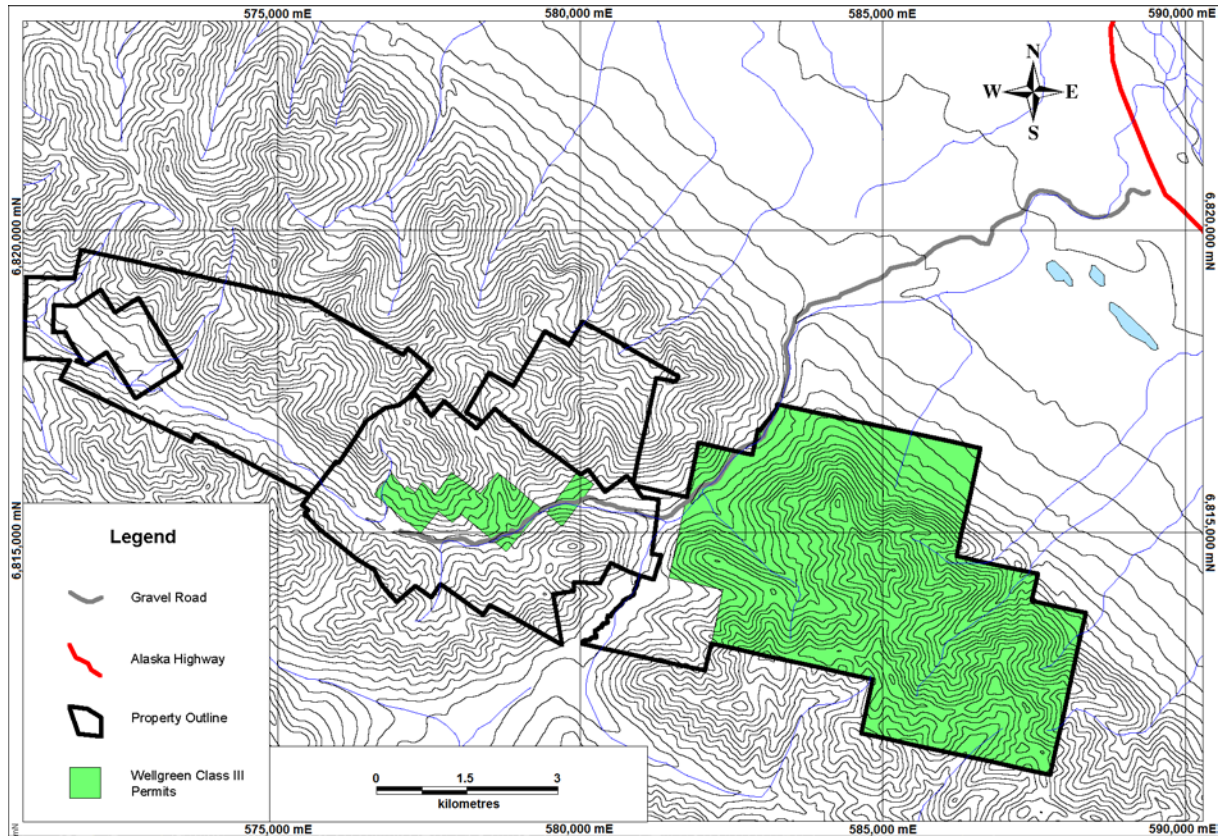 575,000 mE
580,000 mE
585,000 mE
590,000 mE
N
W
E
S
6,820,000 mN
6,820,000 mN
6,815,000 mN
6,815,000 mN
Legend
Gravel Road
Alaska Highway
Property Outline
Wellgreen Class III
Permits
0
1.5
3
kilometres
mN
575,000 mE
580,000 mE
585,000 mE
590,000 mE